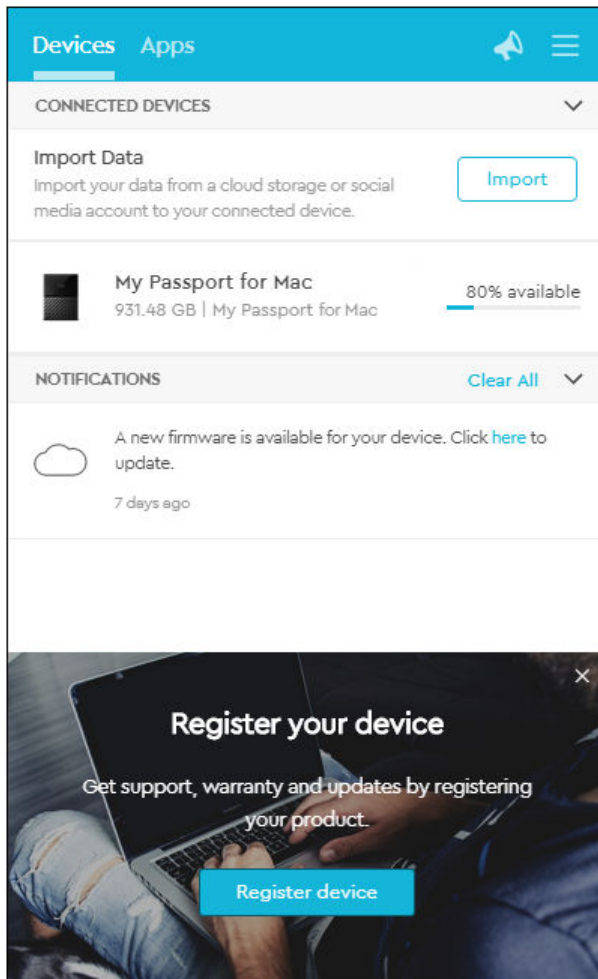 Devices Apps
CONNECTED DEVICES
Import Data
Import your data from a cloud storage or social
media account to your connected device.
Import
My Passport for Mac
931.48 GB | My Passport for Mac
80% available
NOTIFICATIONS
Clear All
A new firmware is available for your device. Click here to
update.
7 days ago
Register your device
Get support, warranty and updates by registering
your product.
Register device